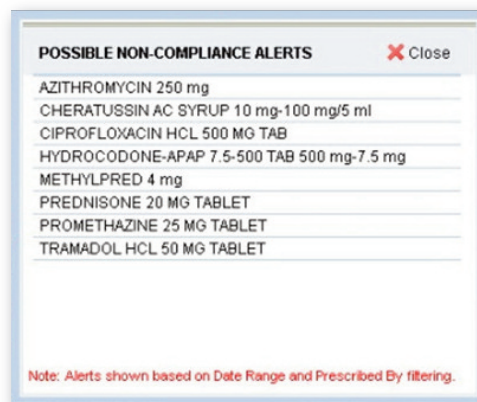 POSSIBLE NON-COMPLIANCE ALERTS Close
AZITHROMYCIN 250 mg
CHERATUSSIN AC SYRUP 10 mg-100 mg/5 ml
CIPROFLOXACIN HCL 500 MG TAB
HYDROCODONE-APAP 7.5-500 TAB 500 mg-7.5 mg
METHYLPRED 4 mg
PREDNISONE 20 MG TABLET
PROMETHAZINE 25 MG TABLET
TRAMADOL HCL 50 MG TABLET
Note: Alerts shown based on Date Range and Prescribed By filtering.